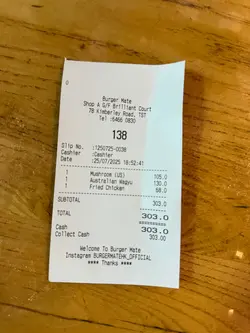 Burger Mate
Shop A G/F Brilliant Court
78 Kimberley Road, TST
Tel :6466 0830
138
Slip No. :1250725-0038
Cashier :Cashier
Date :25/07/2025 18:52:41
1 Mushroom (US) 105.0
1 Australian Wagyu 130.0
1 Fried Chicken 68.0
SUBTOTAL 303.0
TOTAL 303.0
Cash 303.0
Collect Cash 303.00
Welcome To Burger Mate
Instagram BURGERMATEHK_OFFICIAL
**** Thanks ****